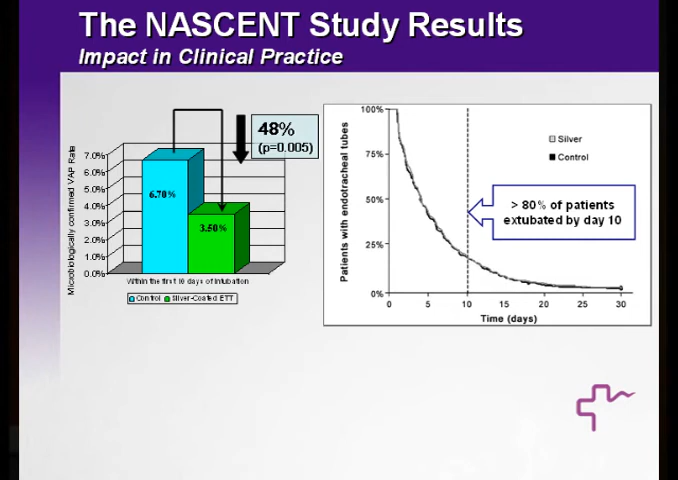 The NASCENT Study Results
Impact in Clinical Practice
Microbiologically confirmed VAP Rate
7.0%
6.0%
5.0%
4.0%
3.0%
2.0%
1.0%
0.0%
6.70%
3.50%
48%
(p=0.005)
Within the first 10 days of intubation
Control Silver-Coated ETT
Patients with endotracheal tubes
100%
75%
50%
25%
0%
Silver
Control
> 80% of patients
extubated by day 10
0 5 10 15 20 25 30
Time (days)